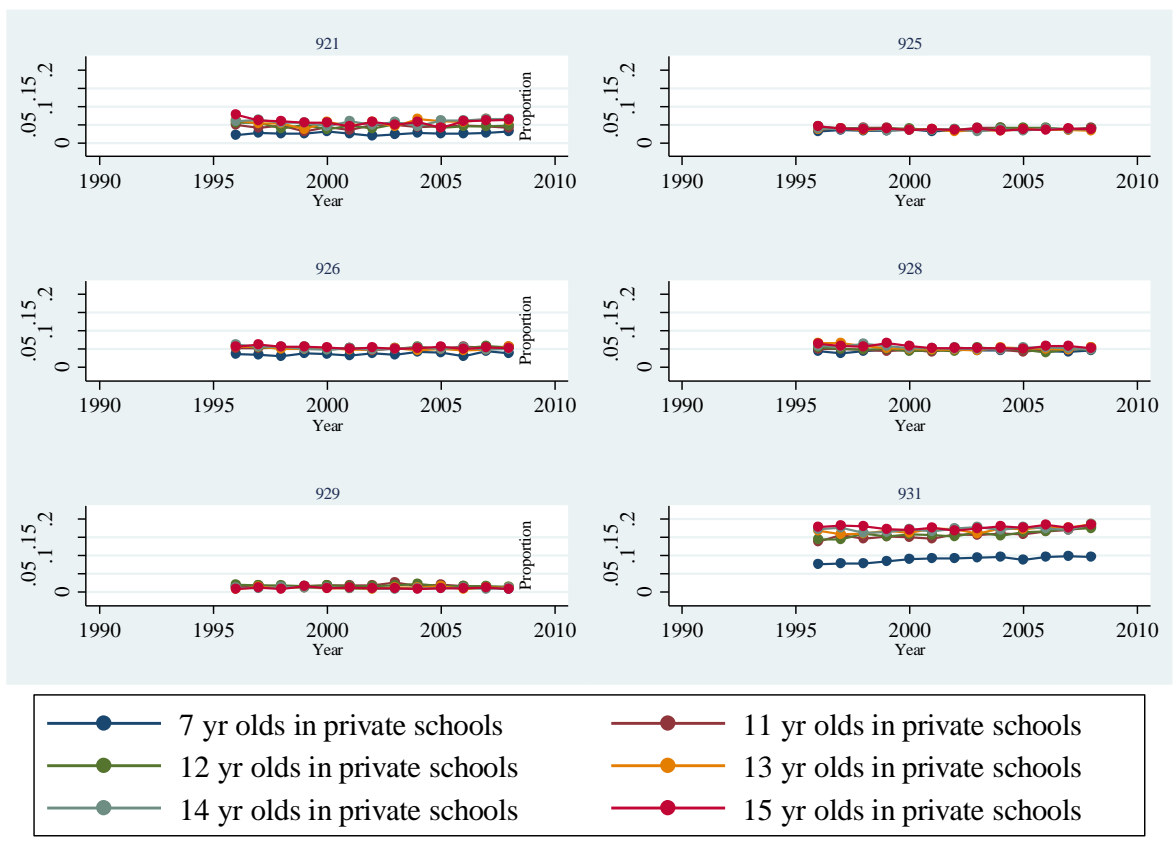 921
925
0 .05 .1 .15 .2
Proportion
0 .05 .1 .15 .2
1990 1995 2000 2005 2010
1990 1995 2000 2005 2010
Year
Year
926
928
0 .05 .1 .15 .2
Proportion
0 .05 .1 .15 .2
1990 1995 2000 2005 2010
1990 1995 2000 2005 2010
Year
Year
929
931
0 .05 .1 .15 .2
Proportion
0 .05 .1 .15 .2
1990 1995 2000 2005 2010
1990 1995 2000 2005 2010
Year
Year
7 yr olds in private schools
11 yr olds in private schools
12 yr olds in private schools
13 yr olds in private schools
14 yr olds in private schools
15 yr olds in private schools